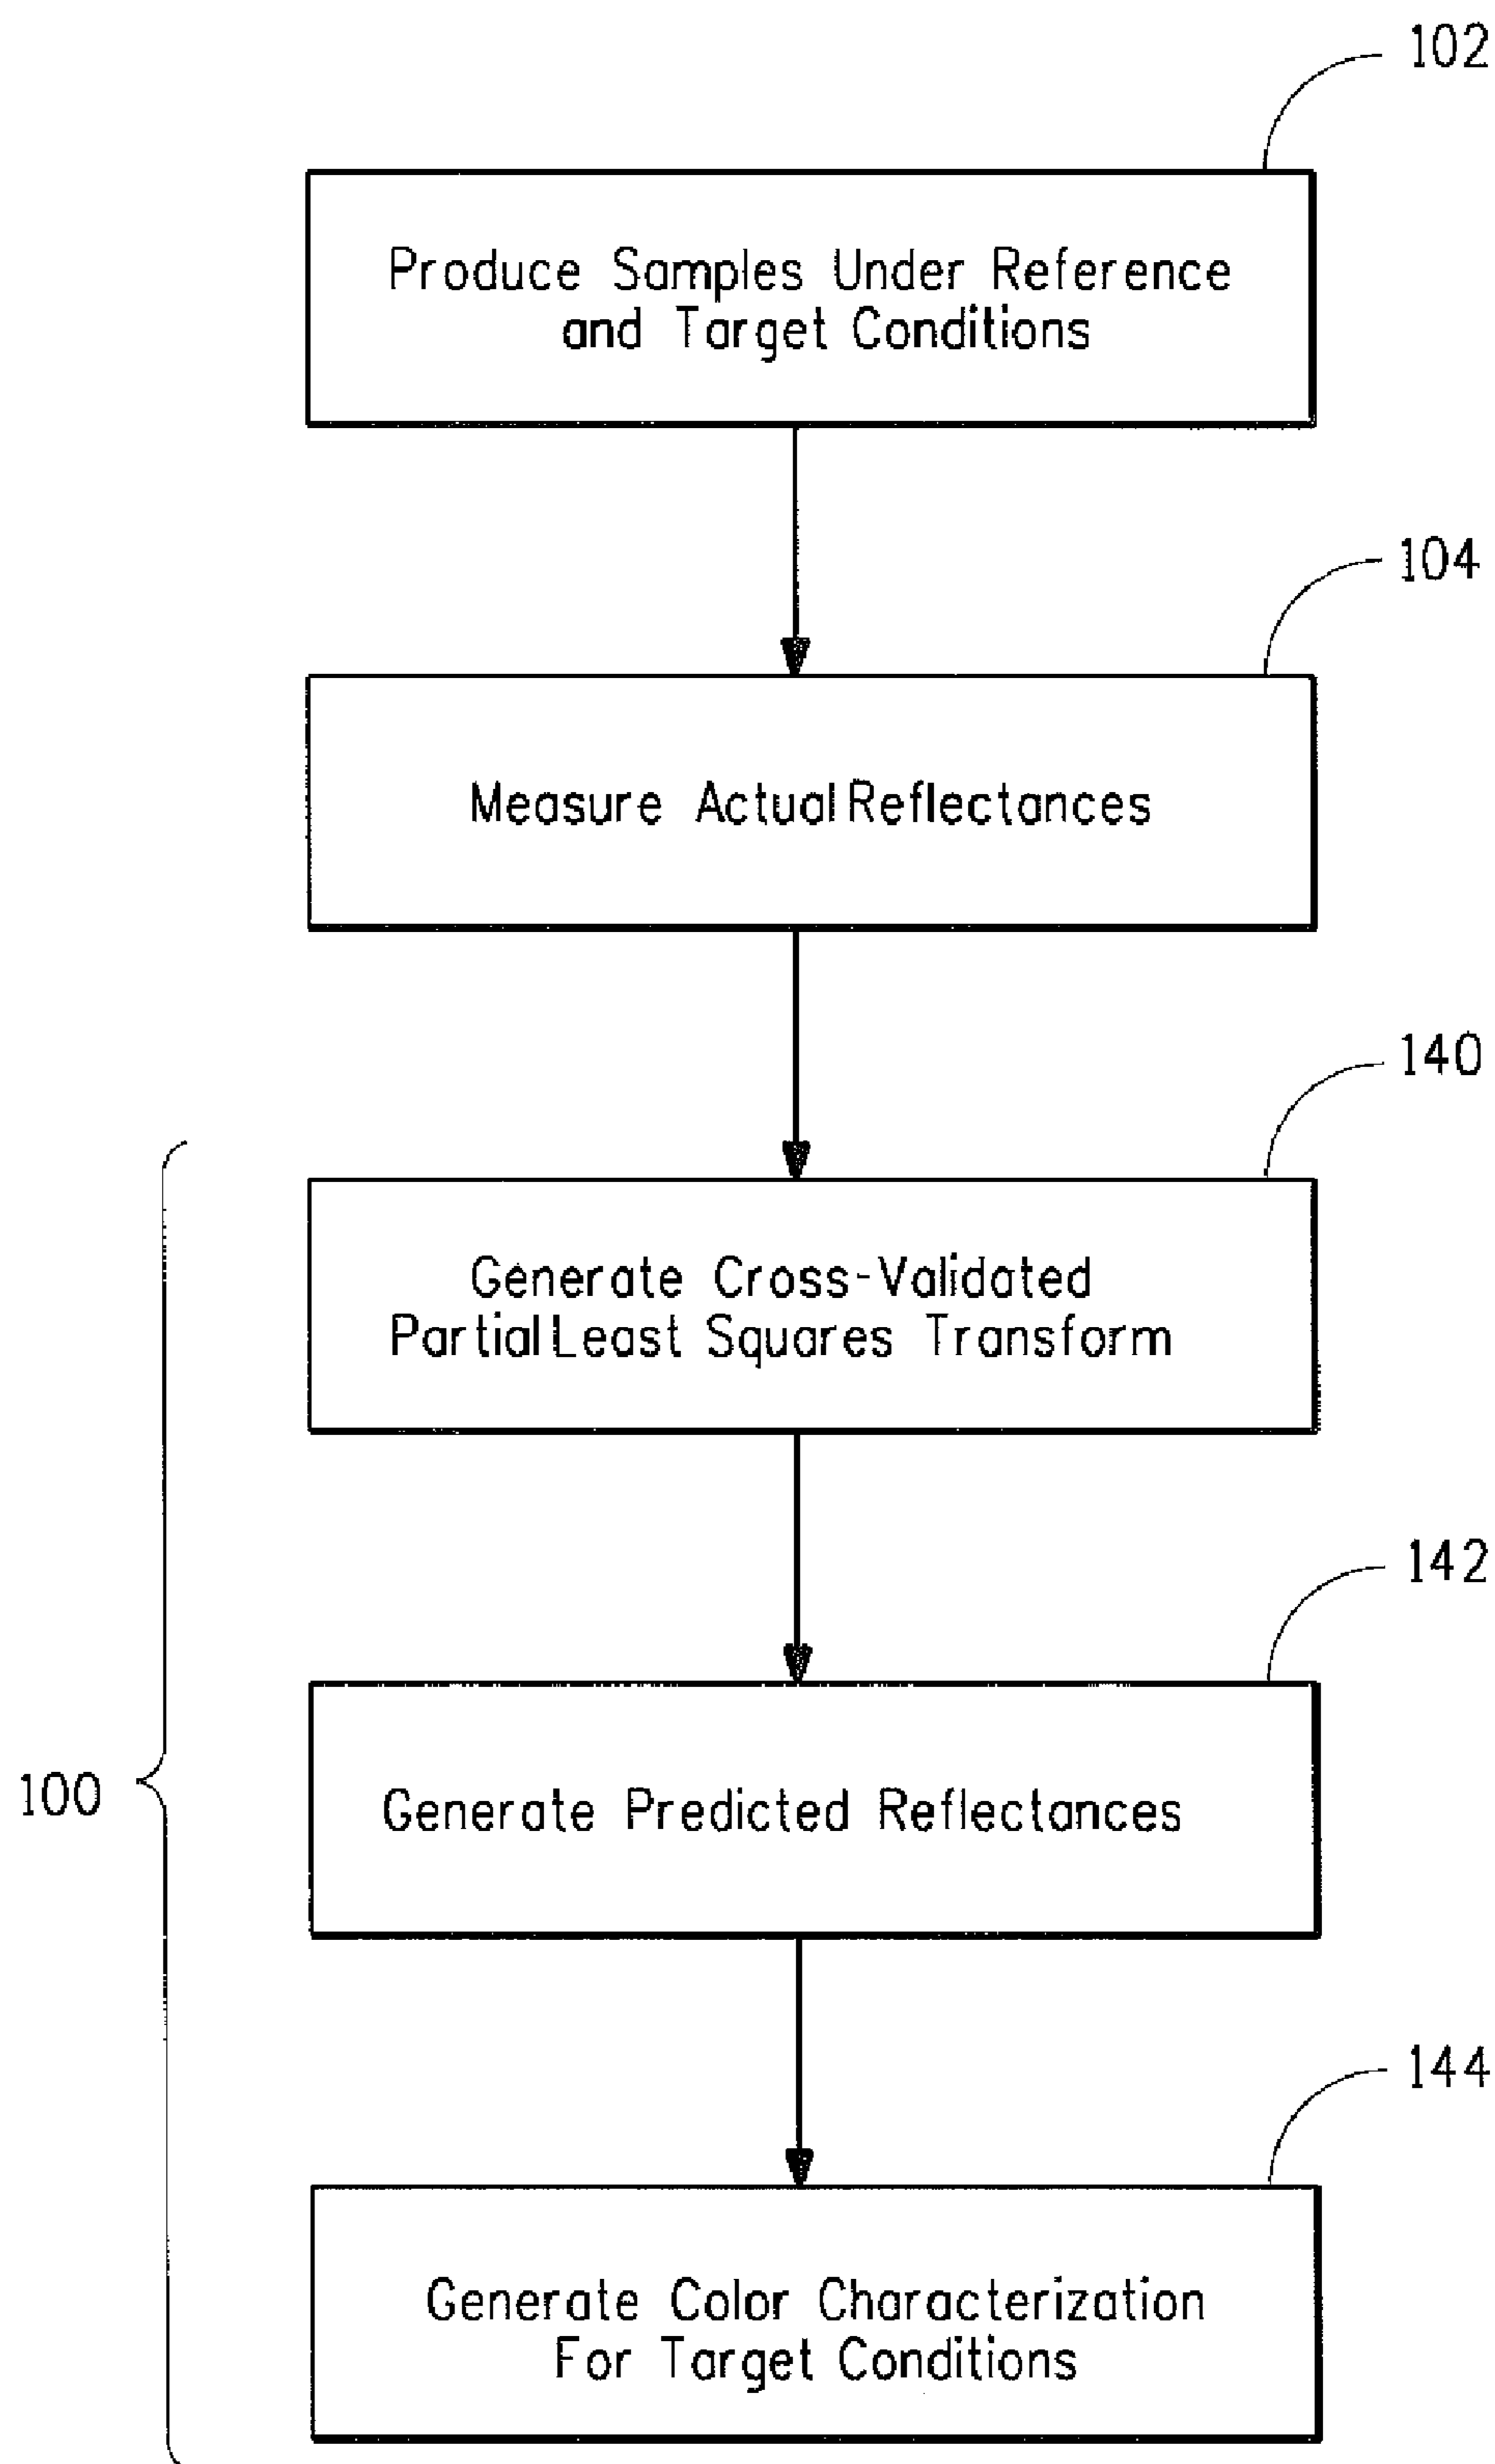 102
Produce Samples Under Reference
and Target Conditions
104
Measure Actual Reflectances
140
Generate Cross-Validated
Partial Least Squares Transform
142
100
Generate Predicted Reflectances
144
Generate Color Characterization
For Target Conditions